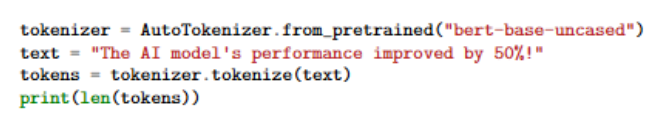 tokenizer = AutoTokenizer.from_pretrained("bert-base-uncased")
text = "The AI model's performance improved by 50%!"
tokens = tokenizer.tokenize(text)
print(len(tokens))